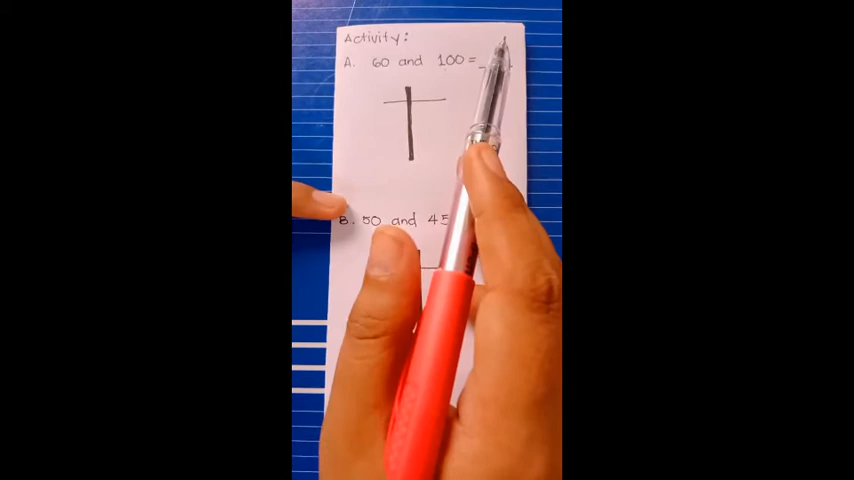 Activity:
A. 60 and 100=
B. 50 and 45